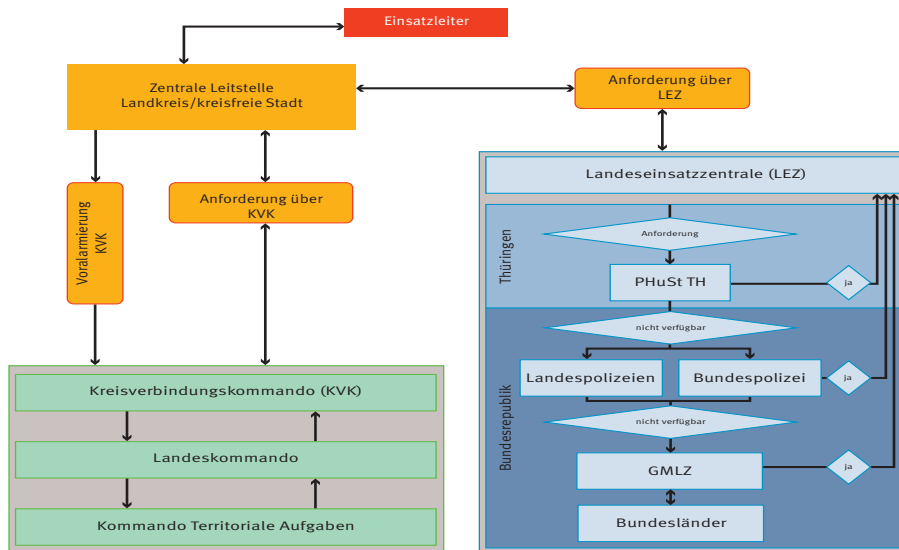 Einsatzleiter
Zentrale Leitstelle
Landkreis/kreisfreie Stadt
Anforderung über
LEZ
Voralarmierung
KVK
Anforderung über
KVK
Kreisverbindungskommando (KVK)
Landeskommando
Kommando Territoriale Aufgaben
Landeseinsatzzentrale (LEZ)
Thüringen
Anforderung
PHuSt TH
ja
Bundesrepublik
nicht verfügbar
Landespolizeien
Bundespolizei
ja
nicht verfügbar
GMLZ
ja
Bundesländer